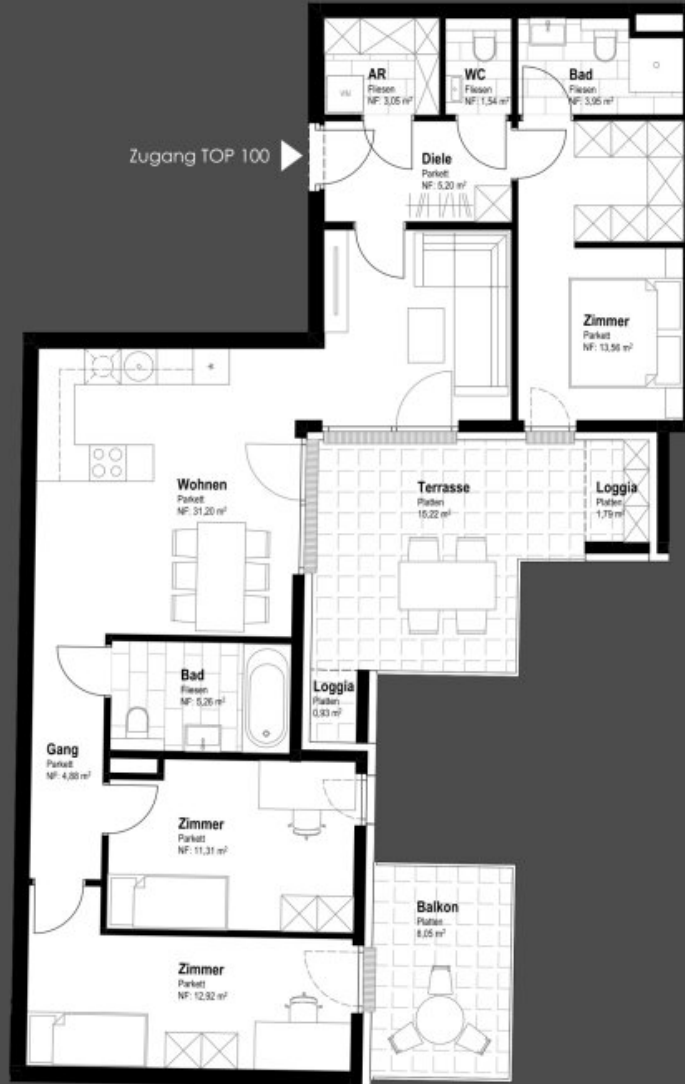 AR
Fliesen
NF: 3,05 m²
WM
WC
Fliesen
NF: 1,54 m²
Bad
Fliesen
NF: 3,95 m²
Zugang TOP 100
Diele
Parkett
NF: 5,20 m²
Zimmer
Parkett
NF: 13,56 m²
Wohnen
Parkett
NF: 31,20 m²
Terrasse
Platten
15,22 m²
Loggia
Platten
1,79 m²
Bad
Fliesen
NF: 5,26 m²
Loggia
Platten
0,93 m²
Gang
Parkett
NF: 4,88 m²
Zimmer
Parkett
NF: 11,31 m²
Balkon
Platten
8,05 m²
Zimmer
Parkett
NF: 12,92 m²